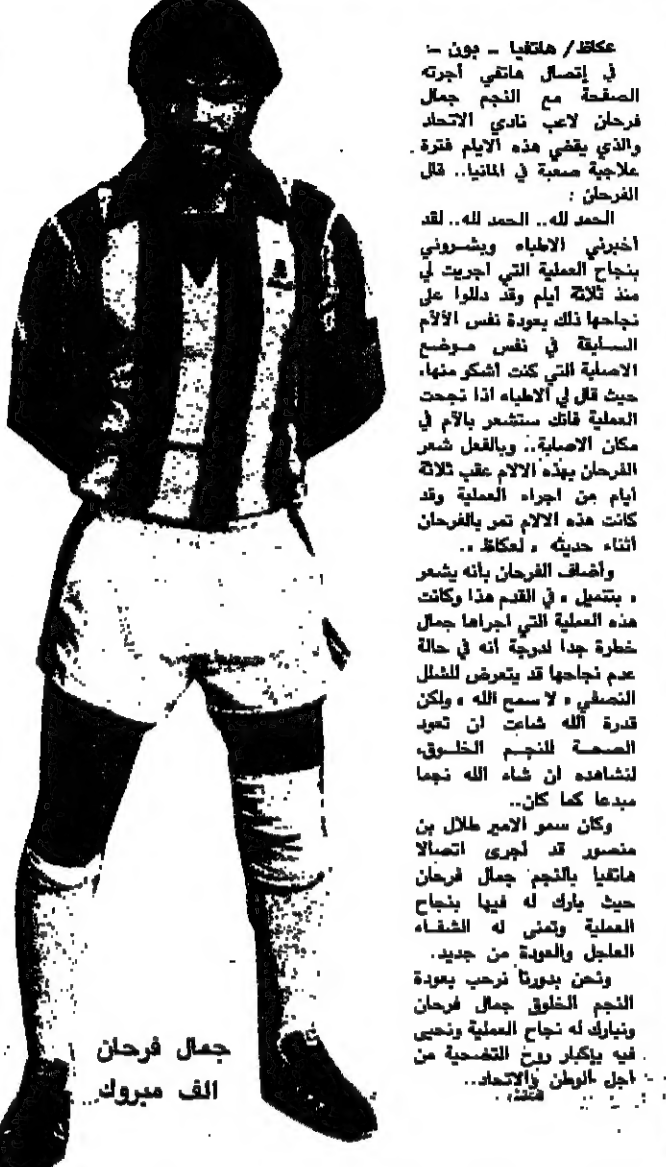 عكاظ/ هاتفيا - بون -:
في إتصال هاتفي أجرته
الصفحة مع النجم جمال
فرحان لاعب نادي الاتحاد
والذي يقضي هذه الايام فترة
علاجية صعبة في المانيا.. قال
الفرحان :
الحمد لله.. الحمد لله.. لقد
أخبرني الاطباء وبشروني
بنجاح العملية التي اجريت لي
منذ ثلاثة ايام وقد دللوا على
نجاحها ذلك بعودة نفس الآلام
السابقة في نفس موضع
الاصابة التي كنت أشكو منها،
حيث قال لي الاطباء اذا نجحت
العملية فانك ستشعر بالآم في
مكان الاصابة.. وبالفعل شعر
الفرحان بهذه الالام عقب ثلاثة
أيام من اجراء العملية وقد
كانت هذه الالام تمر بالفرحان
أثناء حديثه « لعكاظ ».
وأضاف الفرحان بأنه يشعر
« بتنميل » في القدم هذا وكانت
هذه العملية التي اجراها جمال
خطرة جدا لدرجة أنه في حالة
عدم نجاحها قد يتعرض للشلل
النصفي « لا سمح الله » ولكن
قدرة الله شاءت ان تعود
الصحة للنجم الخلوق،
لنشاهده ان شاء الله نجما
مبدعا كما كان..
وكان سمو الامير طلال بن
منصور قد أجرى اتصالا
هاتفيا بالنجم جمال فرحان
حيث بارك له فيها بنجاح
العملية وتمنى له الشفاء
العاجل والعودة من جديد.
ونحن بدورنا نرحب بعودة
النجم الخلوق جمال فرحان
ونبارك له نجاح العملية ونحيي
فيه بإكبار روح التضحية من
اجل الوطن والاتحاد..
جمال فرحان
الف مبروك